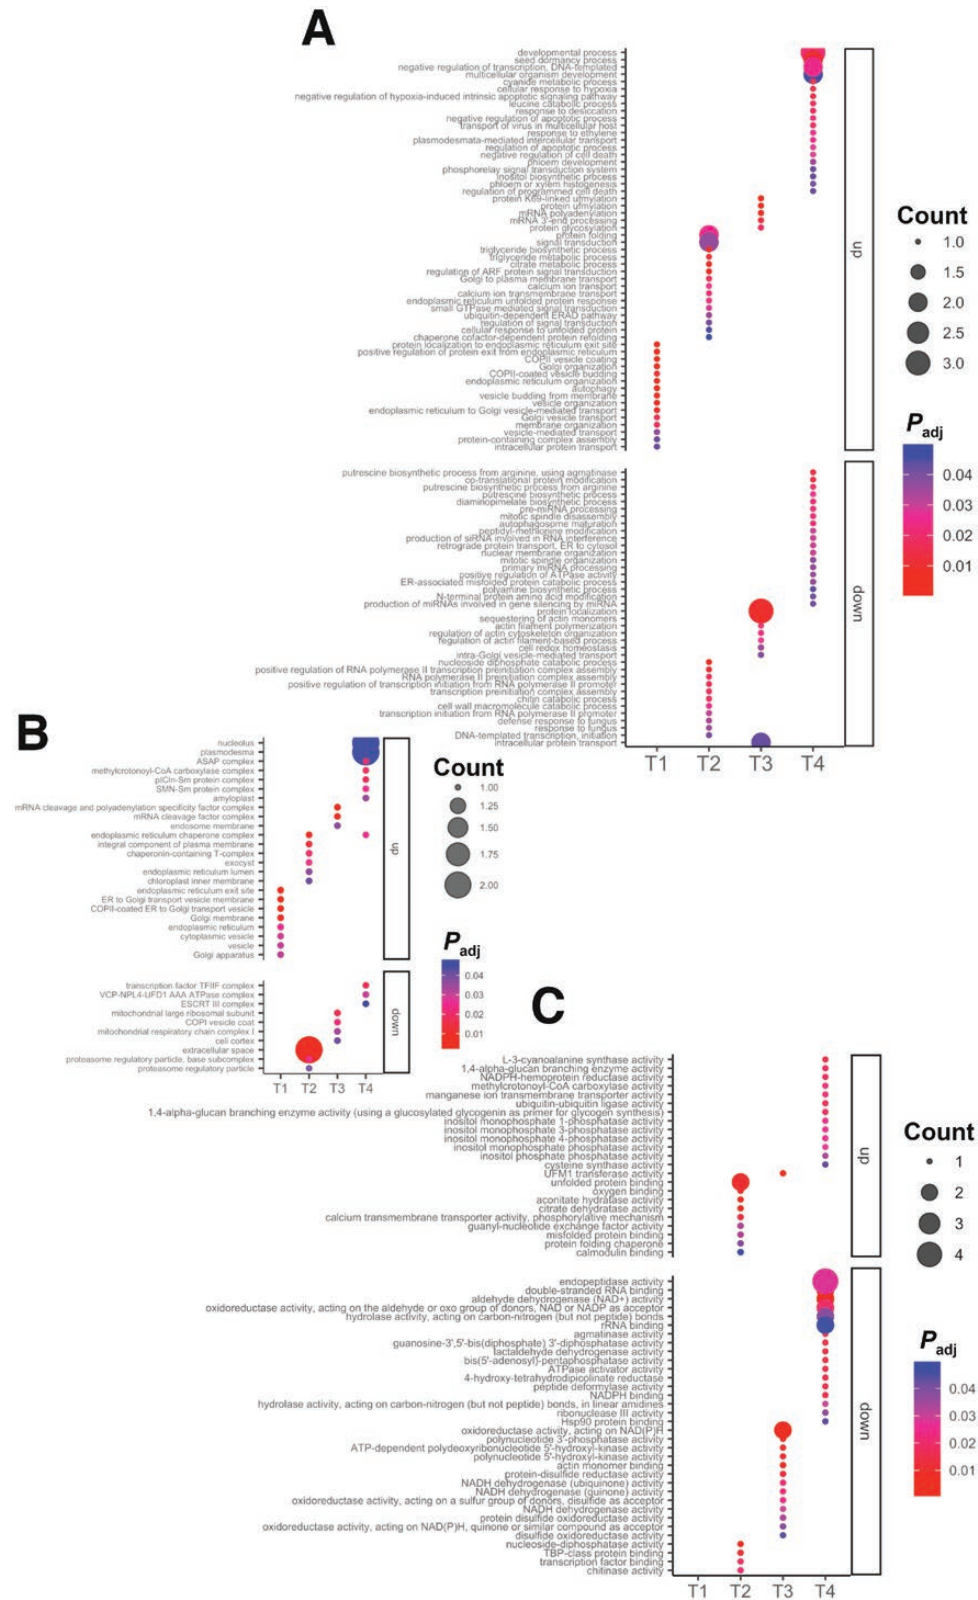 A
developmental process
seed dormancy process
negative regulation of transcription, DNA-templated
multicellular organism development
cyanide metabolic process
cellular response to hypoxia
negative regulation of hypoxia-induced intrinsic apoptotic signaling pathway
leucine catabolic process
response to desiccation
negative regulation of apoptotic process
transport of virus in multicellular host
response to ethylene
plasmodesmata-mediated intercellular transport
regulation of apoptotic process
negative regulation of cell death
phloem development
phosphorelay signal transduction system
inositol biosynthetic process
phloem or xylem histogenesis
regulation of programmed cell death
protein K69-linked ufmylation
protein ufmylation
mRNA polyadenylation
mRNA 3'-end processing
protein glycosylation
protein folding
signal transduction
triglyceride biosynthetic process
triglyceride metabolic process
citrate metabolic process
regulation of ARF protein signal transduction
Golgi to plasma membrane transport
calcium ion transport
calcium ion transmembrane transport
endoplasmic reticulum unfolded protein response
small GTPase mediated signal transduction
ubiquitin-dependent ERAD pathway
regulation of signal transduction
cellular response to unfolded protein
chaperone cofactor-dependent protein refolding
protein localization to endoplasmic reticulum exit site
positive regulation of protein exit from endoplasmic reticulum
COPII vesicle coating
Golgi organization
COPII-coated vesicle budding
endoplasmic reticulum organization
autophagy
vesicle budding from membrane
vesicle organization
endoplasmic reticulum to Golgi vesicle-mediated transport
Golgi vesicle transport
membrane organization
vesicle-mediated transport
protein-containing complex assembly
intracellular protein transport
up
putrescine biosynthetic process from arginine, using agmatinase
co-translational protein modification
putrescine biosynthetic process from arginine
putrescine biosynthetic process
diaminopimelate biosynthetic process
pre-miRNA processing
mitotic spindle disassembly
autophagosome maturation
peptidyl-methionine modification
production of siRNA involved in RNA interference
retrograde protein transport, ER to cytosol
nuclear membrane organization
mitotic spindle organization
primary miRNA processing
positive regulation of ATPase activity
ER-associated misfolded protein catabolic process
polyamine biosynthetic process
N-terminal protein amino acid modification
production of miRNAs involved in gene silencing by miRNA
protein localization
sequestering of actin monomers
actin filament polymerization
regulation of actin cytoskeleton organization
regulation of actin filament-based process
cell redox homeostasis
intra-Golgi vesicle-mediated transport
nucleoside diphosphate catabolic process
positive regulation of RNA polymerase II transcription preinitiation complex assembly
RNA polymerase II preinitiation complex assembly
positive regulation of transcription initiation from RNA polymerase II promoter
transcription preinitiation complex assembly
chitin catabolic process
cell wall macromolecule catabolic process
transcription initiation from RNA polymerase II promoter
defense response to fungus
response to fungus
DNA-templated transcription, initiation
intracellular protein transport
down
T1 T2 T3 T4
Count
1.0
1.5
2.0
2.5
3.0
Padj
0.04
0.03
0.02
0.01
B
nucleolus
plasmodesma
ASAP complex
methylcrotonoyl-CoA carboxylase complex
pICln-Sm protein complex
SMN-Sm protein complex
amyloplast
mRNA cleavage and polyadenylation specificity factor complex
mRNA cleavage factor complex
endosome membrane
endoplasmic reticulum chaperone complex
integral component of plasma membrane
chaperonin-containing T-complex
exocyst
endoplasmic reticulum lumen
chloroplast inner membrane
endoplasmic reticulum exit site
ER to Golgi transport vesicle membrane
COPII-coated ER to Golgi transport vesicle
Golgi membrane
endoplasmic reticulum
cytoplasmic vesicle
vesicle
Golgi apparatus
up
transcription factor TFIIF complex
VCP-NPL4-UFD1 AAA ATPase complex
ESCRT III complex
mitochondrial large ribosomal subunit
COPI vesicle coat
mitochondrial respiratory chain complex I
cell cortex
extracellular space
proteasome regulatory particle, base subcomplex
proteasome regulatory particle
down
T1 T2 T3 T4
Count
1.00
1.25
1.50
1.75
2.00
Padj
0.04
0.03
0.02
0.01
C
L-3-cyanoalanine synthase activity
1,4-alpha-glucan branching enzyme activity
NADPH-hemoprotein reductase activity
methylcrotonoyl-CoA carboxylase activity
manganese ion transmembrane transporter activity
ubiquitin-ubiquitin ligase activity
1,4-alpha-glucan branching enzyme activity (using a glucosylated glycogenin as primer for glycogen synthesis)
inositol monophosphate 1-phosphatase activity
inositol monophosphate 3-phosphatase activity
inositol monophosphate 4-phosphatase activity
inositol monophosphate phosphatase activity
inositol phosphate phosphatase activity
cysteine synthase activity
UFM1 transferase activity
unfolded protein binding
oxygen binding
aconitate hydratase activity
citrate dehydratase activity
calcium transmembrane transporter activity, phosphorylative mechanism
guanyl-nucleotide exchange factor activity
misfolded protein binding
protein folding chaperone
calmodulin binding
up
endopeptidase activity
double-stranded RNA binding
aldehyde dehydrogenase (NAD+) activity
oxidoreductase activity, acting on the aldehyde or oxo group of donors, NAD or NADP as acceptor
hydrolase activity, acting on carbon-nitrogen (but not peptide) bonds
rRNA binding
agmatinase activity
guanosine-3',5'-bis(diphosphate) 3'-diphosphatase activity
lactaldehyde dehydrogenase activity
bis(5'-adenosyl)-pentaphosphatase activity
ATPase activator activity
4-hydroxy-tetrahydrodipicolinate reductase
peptide deformylase activity
NADPH binding
hydrolase activity, acting on carbon-nitrogen (but not peptide) bonds, in linear amidines
ribonuclease III activity
Hsp90 protein binding
oxidoreductase activity, acting on NAD(P)H
polynucleotide 3'-phosphatase activity
ATP-dependent polydeoxyribonucleotide 5'-hydroxyl-kinase activity
polynucleotide 5'-hydroxyl-kinase activity
actin monomer binding
protein-disulfide reductase activity
NADH dehydrogenase (ubiquinone) activity
NADH dehydrogenase (quinone) activity
oxidoreductase activity, acting on a sulfur group of donors, disulfide as acceptor
NADH dehydrogenase activity
protein disulfide oxidoreductase activity
oxidoreductase activity, acting on NAD(P)H, quinone or similar compound as acceptor
disulfide oxidoreductase activity
nucleoside-diphosphatase activity
TBP-class protein binding
transcription factor binding
chitinase activity
down
T1 T2 T3 T4
Count
1
2
3
4
Padj
0.04
0.03
0.02
0.01